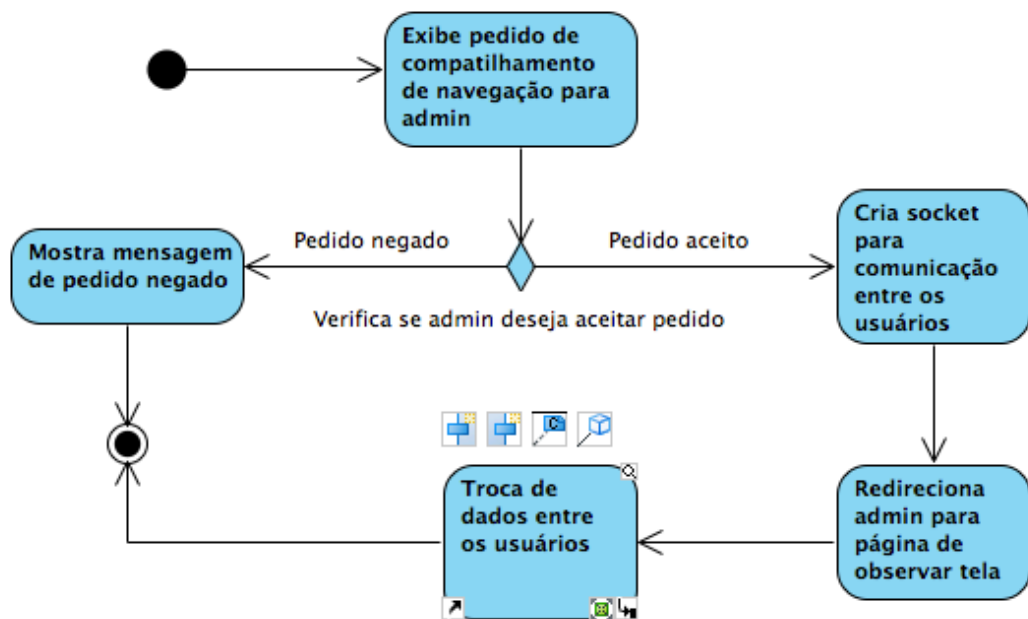 Exibe pedido de
compatilhamento
de navegação para
admin
Pedido negado
Pedido aceito
Mostra mensagem
de pedido negado
Verifica se admin deseja aceitar pedido
Cria socket
para
comunicação
entre os
usuários
Troca de
dados entre
os usuários
Redireciona
admin para
página de
observar tela